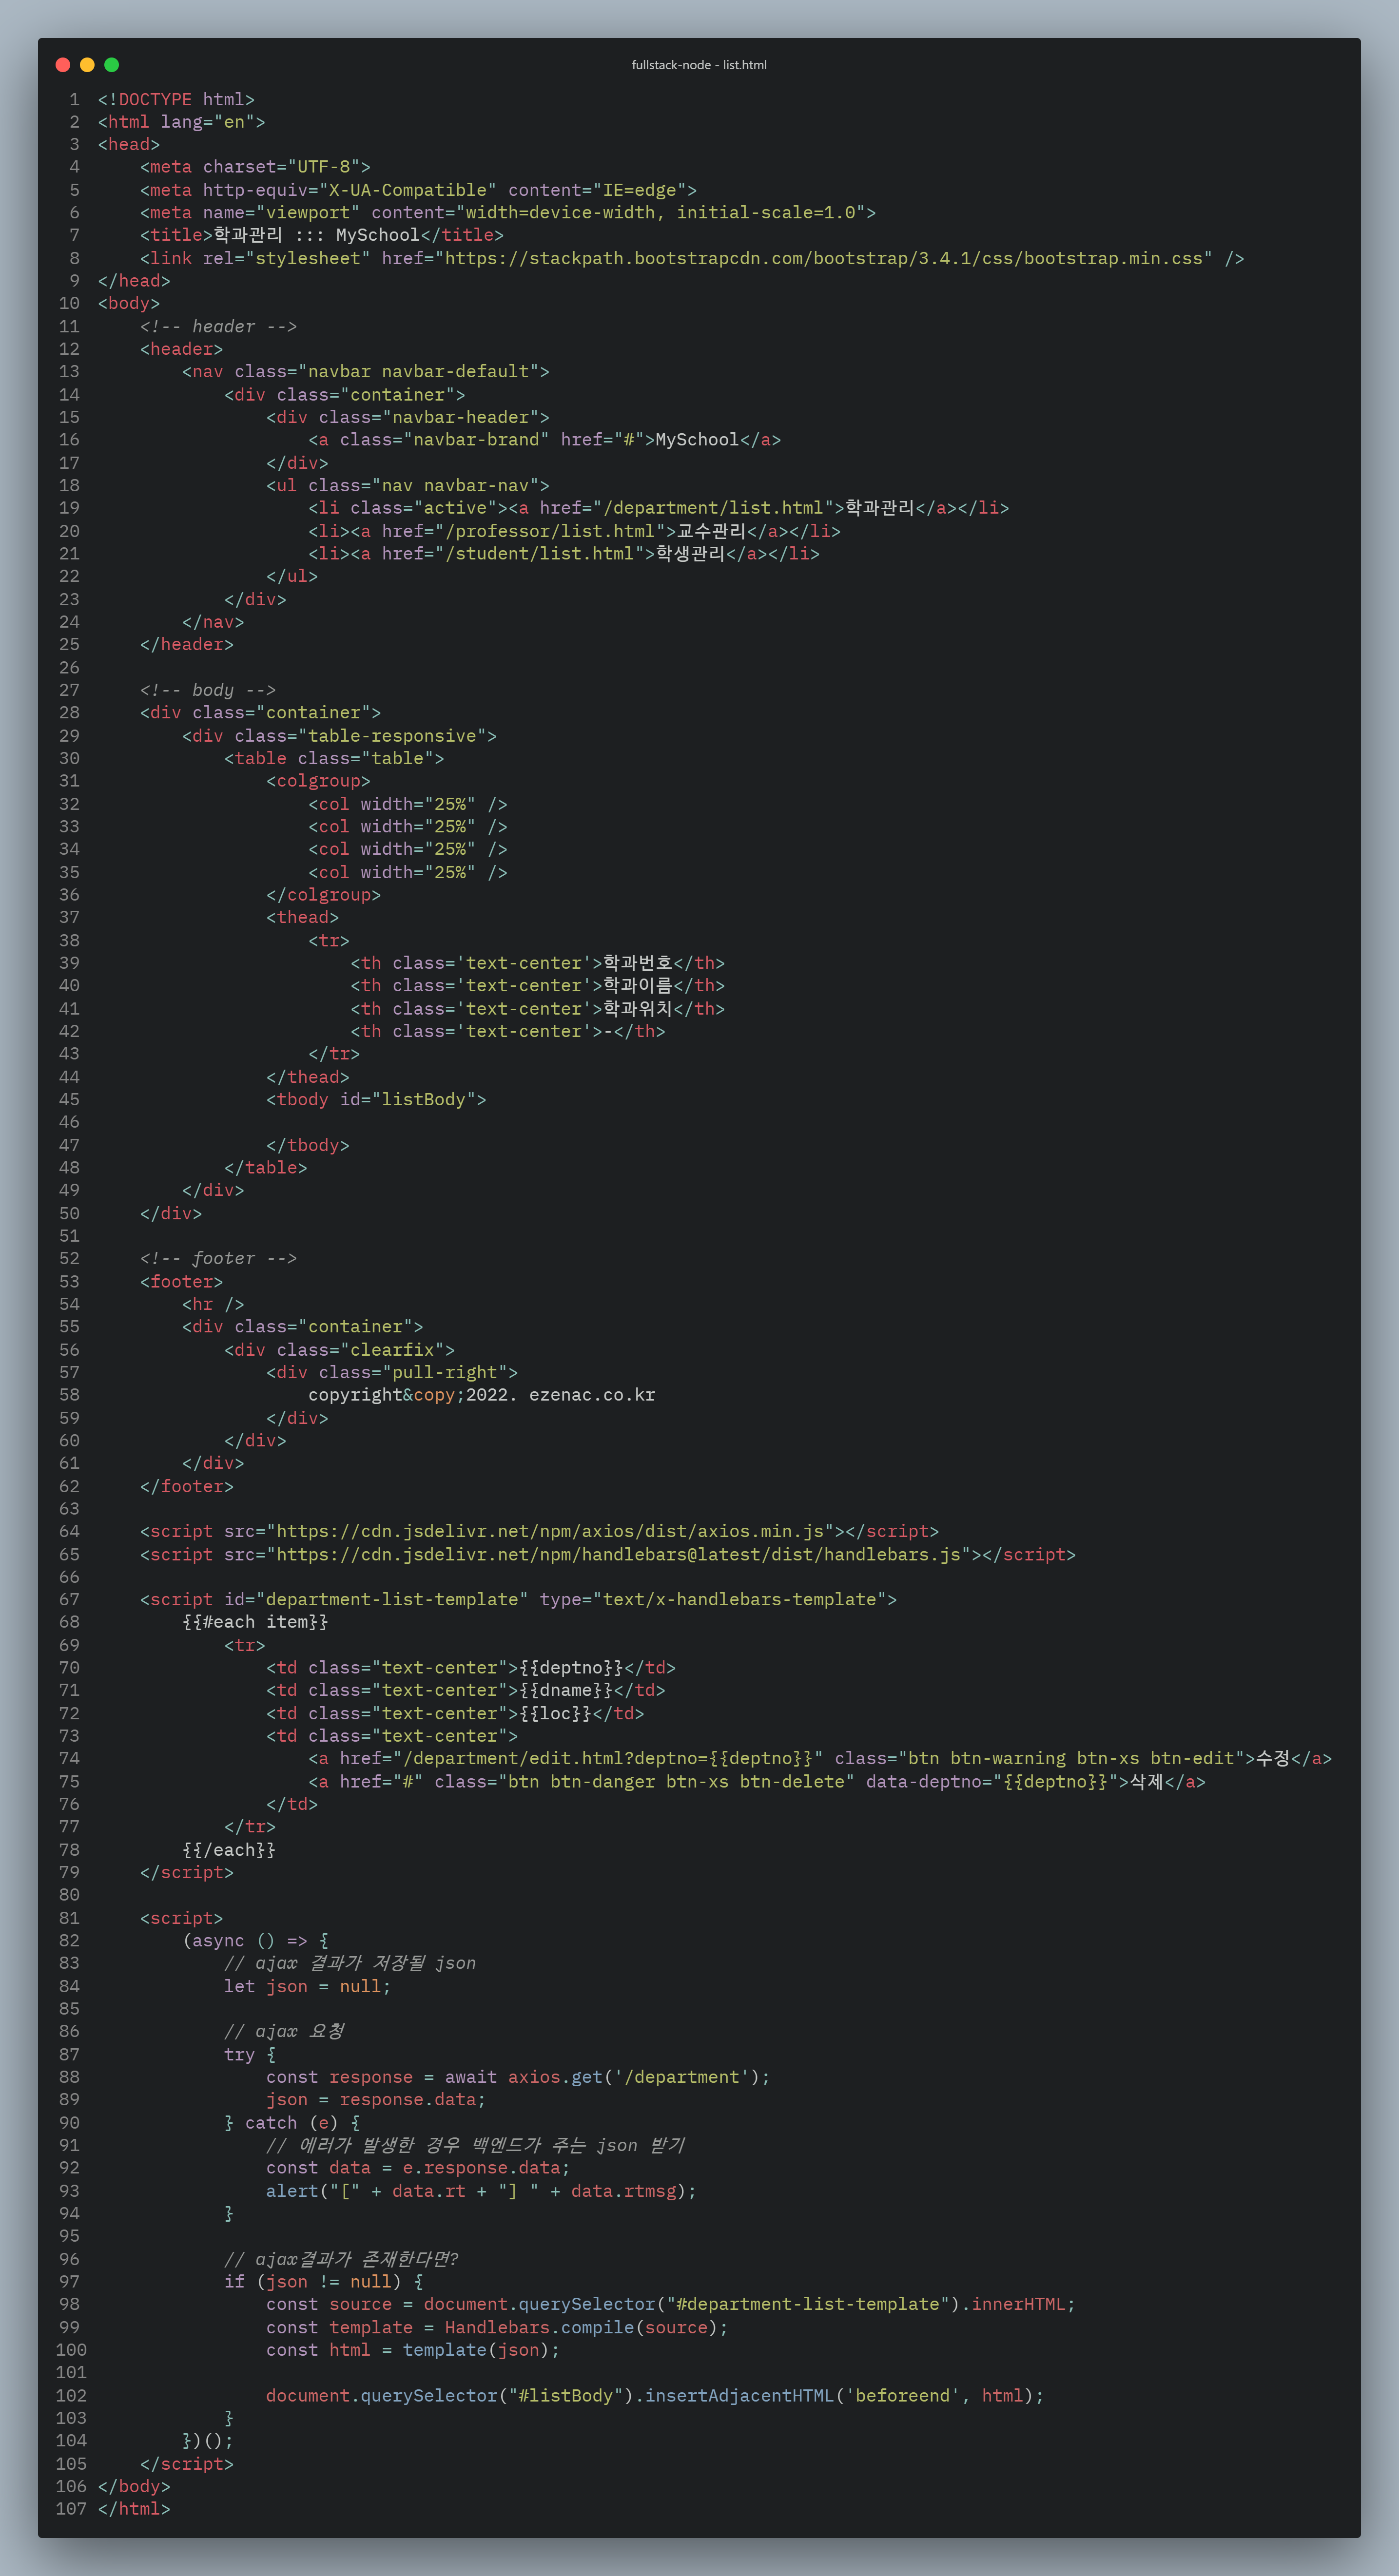 fullstack-node - list.html
1 <!DOCTYPE html>
2 <html lang="en">
3 <head>
4     <meta charset="UTF-8">
5     <meta http-equiv="X-UA-Compatible" content="IE=edge">
6     <meta name="viewport" content="width=device-width, initial-scale=1.0">
7     <title>학과관리 ::: MySchool</title>
8     <link rel="stylesheet" href="https://stackpath.bootstrapcdn.com/bootstrap/3.4.1/css/bootstrap.min.css" />
9 </head>
10 <body>
11     <!-- header -->
12     <header>
13         <nav class="navbar navbar-default">
14             <div class="container">
15                 <div class="navbar-header">
16                     <a class="navbar-brand" href="#">MySchool</a>
17                 </div>
18                 <ul class="nav navbar-nav">
19                     <li class="active"><a href="/department/list.html">학과관리</a></li>
20                     <li><a href="/professor/list.html">교수관리</a></li>
21                     <li><a href="/student/list.html">학생관리</a></li>
22                 </ul>
23             </div>
24         </nav>
25     </header>
26
27     <!-- body -->
28     <div class="container">
29         <div class="table-responsive">
30             <table class="table">
31                 <colgroup>
32                     <col width="25%" />
33                     <col width="25%" />
34                     <col width="25%" />
35                     <col width="25%" />
36                 </colgroup>
37                 <thead>
38                     <tr>
39                         <th class='text-center'>학과번호</th>
40                         <th class='text-center'>학과이름</th>
41                         <th class='text-center'>학과위치</th>
42                         <th class='text-center'>-</th>
43                     </tr>
44                 </thead>
45                 <tbody id="listBody">
46
47                 </tbody>
48             </table>
49         </div>
50     </div>
51
52     <!-- footer -->
53     <footer>
54         <hr />
55         <div class="container">
56             <div class="clearfix">
57                 <div class="pull-right">
58                     copyright&copy;2022. ezenac.co.kr
59                 </div>
60             </div>
61         </div>
62     </footer>
63
64     <script src="https://cdn.jsdelivr.net/npm/axios/dist/axios.min.js"></script>
65     <script src="https://cdn.jsdelivr.net/npm/handlebars@latest/dist/handlebars.js"></script>
66
67     <script id="department-list-template" type="text/x-handlebars-template">
68         {{#each item}}
69             <tr>
70                 <td class="text-center">{{deptno}}</td>
71                 <td class="text-center">{{dname}}</td>
72                 <td class="text-center">{{loc}}</td>
73                 <td class="text-center">
74                     <a href="/department/edit.html?deptno={{deptno}}" class="btn btn-warning btn-xs btn-edit">수정</a>
75                     <a href="#" class="btn btn-danger btn-xs btn-delete" data-deptno="{{deptno}}">삭제</a>
76                 </td>
77             </tr>
78         {{/each}}
79     </script>
80
81     <script>
82         (async () => {
83             // ajax 결과가 저장될 json
84             let json = null;
85
86             // ajax 요청
87             try {
88                 const response = await axios.get('/department');
89                 json = response.data;
90             } catch (e) {
91                 // 에러가 발생한 경우 백엔드가 주는 json 받기
92                 const data = e.response.data;
93                 alert("[" + data.rt + "] " + data.rtmsg);
94             }
95
96             // ajax결과가 존재한다면?
97             if (json != null) {
98                 const source = document.querySelector("#department-list-template").innerHTML;
99                 const template = Handlebars.compile(source);
100                 const html = template(json);
101
102                 document.querySelector("#listBody").insertAdjacentHTML('beforeend', html);
103             }
104         })();
105     </script>
106 </body>
107 </html>